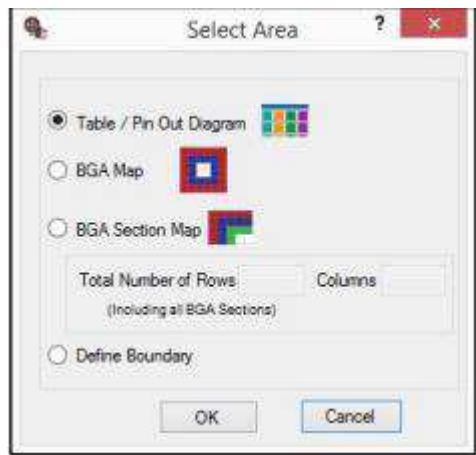 Select Area ?
Table / Pin Out Diagram
BGA Map
BGA Section Map
Total Number of Rows Columns
(Including all BGA Sections)
Define Boundary
OK Cancel